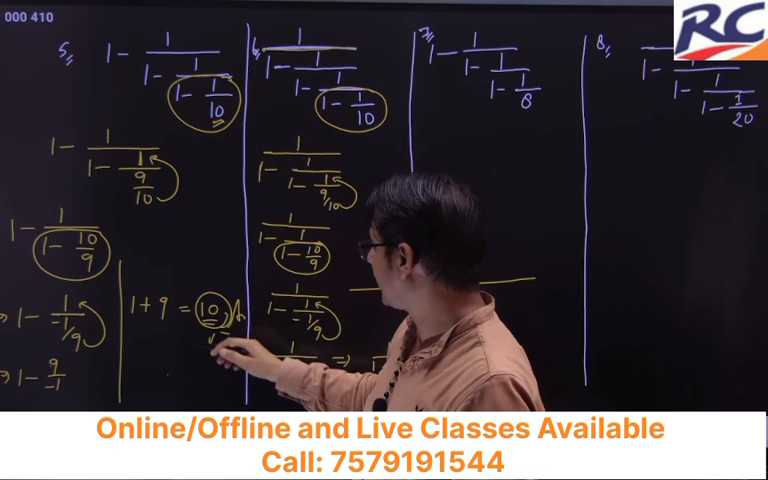 000 410
RC
5. 1 - 1/(1 - 1/(1 - 1/10))
1 - 1/(1 - 1/(9/10))
1 - 1/(1 - 10/9)
⇒ 1 - 1/(-1/9)
⇒ 1 - 9/-1
1 + 9 = 10
6. 1/(1 - 1/(1 - 1/(1 - 1/10)))
1/(1 - 1/(1 - 1/(9/10)))
1/(1 - 1/(1 - 10/9))
1/(1 - 1/(-1/9))
1
⇒ 1
7. 1 - 1/(1 - 1/(1 - 1/8))
8. 1 - 1/(1 - 1/(1 - 1/20))
Online/Offline and Live Classes Available
Call: 7579191544